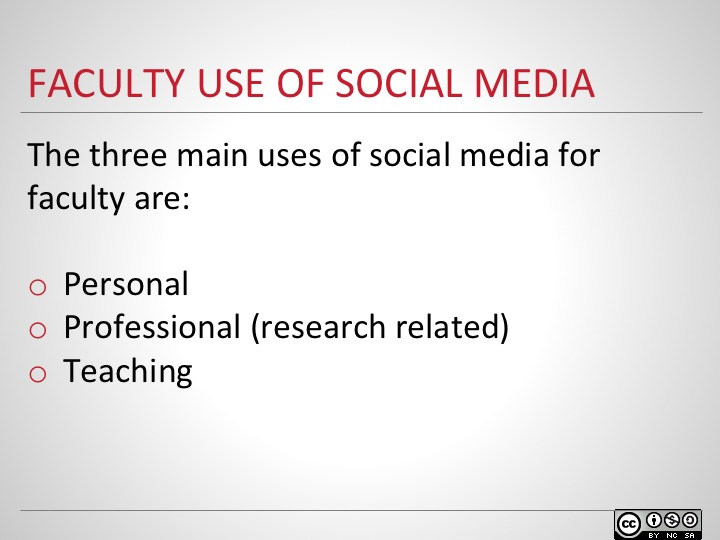 FACULTY USE OF SOCIAL MEDIA
The three main uses of social media for
faculty are:
o Personal
o Professional (research related)
o Teaching
cc
BY NC SA